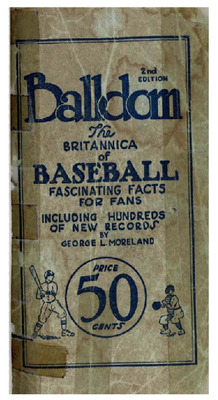 2nd
EDITION
Balldom
The
BRITANNICA
of
BASEBALL
FASCINATING FACTS
FOR FANS
INCLUDING HUNDREDS
OF NEW RECORDS
BY
GEORGE L. MORELAND
PRICE
50
CENTS